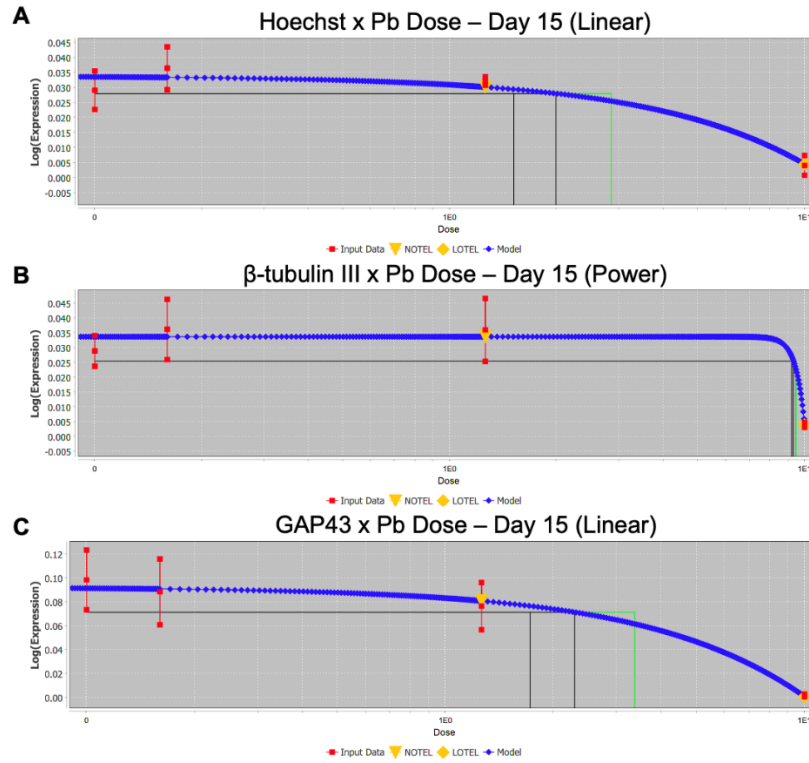 A
Hoechst x Pb Dose – Day 15 (Linear)
Log(Expression)
0.045
0.040
0.035
0.030
0.025
0.020
0.015
0.010
0.005
0.000
-0.005
0
1E0
1E1
Dose
Input Data NOTEL LOTEL Model
B
β-tubulin III x Pb Dose – Day 15 (Power)
Log(Expression)
0.045
0.040
0.035
0.030
0.025
0.020
0.015
0.010
0.005
0.000
-0.005
0
1E0
1E1
Dose
Input Data NOTEL LOTEL Model
C
GAP43 x Pb Dose – Day 15 (Linear)
Log(Expression)
0.12
0.10
0.08
0.06
0.04
0.02
0.00
0
1E0
1E1
Dose
Input Data NOTEL LOTEL Model